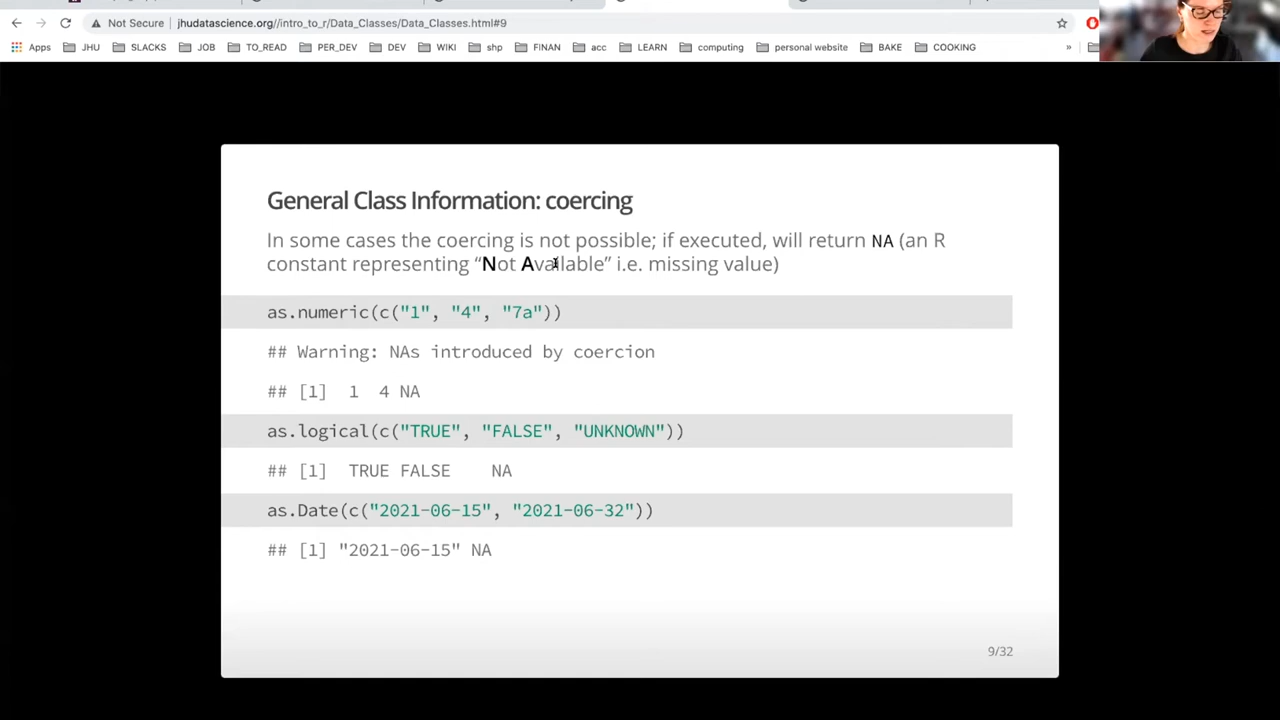 Not Secure jhudatascience.org//intro_to_r/Data_Classes/Data_Classes.html#9
Apps JHU SLACKS JOB TO_READ PER_DEV DEV WIKI shp FINAN acc LEARN computing personal website BAKE COOKING »
General Class Information: coercing
In some cases the coercing is not possible; if executed, will return NA (an R
constant representing “Not Available” i.e. missing value)
as.numeric(c("1", "4", "7a"))
## Warning: NAs introduced by coercion
## [1] 1 4 NA
as.logical(c("TRUE", "FALSE", "UNKNOWN"))
## [1] TRUE FALSE NA
as.Date(c("2021-06-15", "2021-06-32"))
## [1] "2021-06-15" NA
9/32